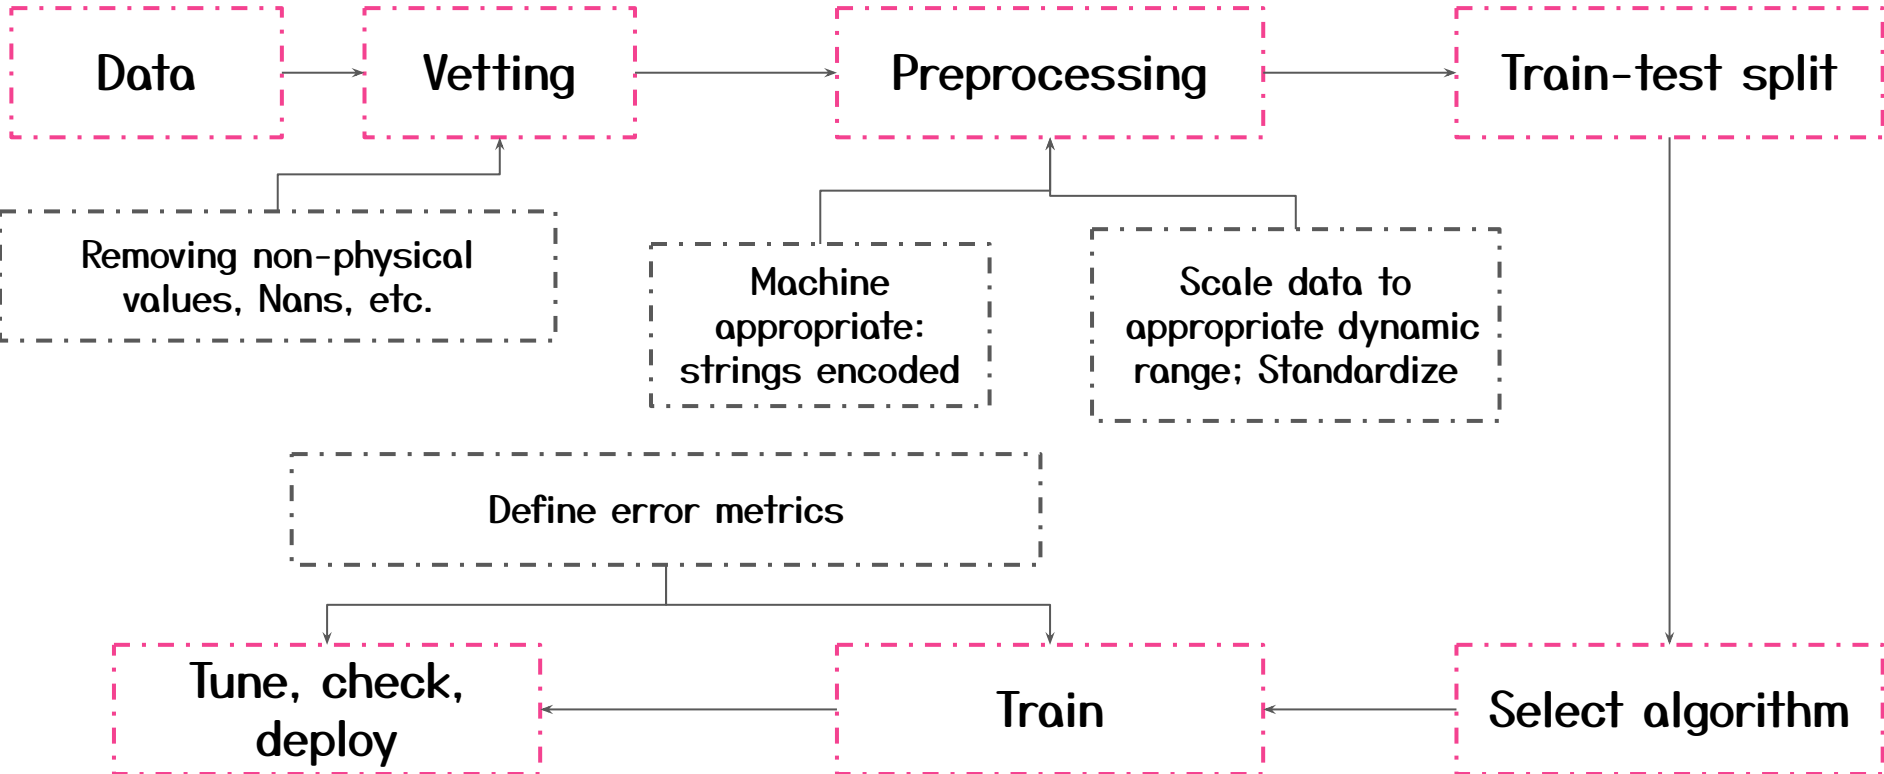 Data
Vetting
Preprocessing
Train-test split
Removing non-physical
values, Nans, etc.
Machine
appropriate:
strings encoded
Scale data to
appropriate dynamic
range; Standardize
Define error metrics
Tune, check,
deploy
Train
Select algorithm